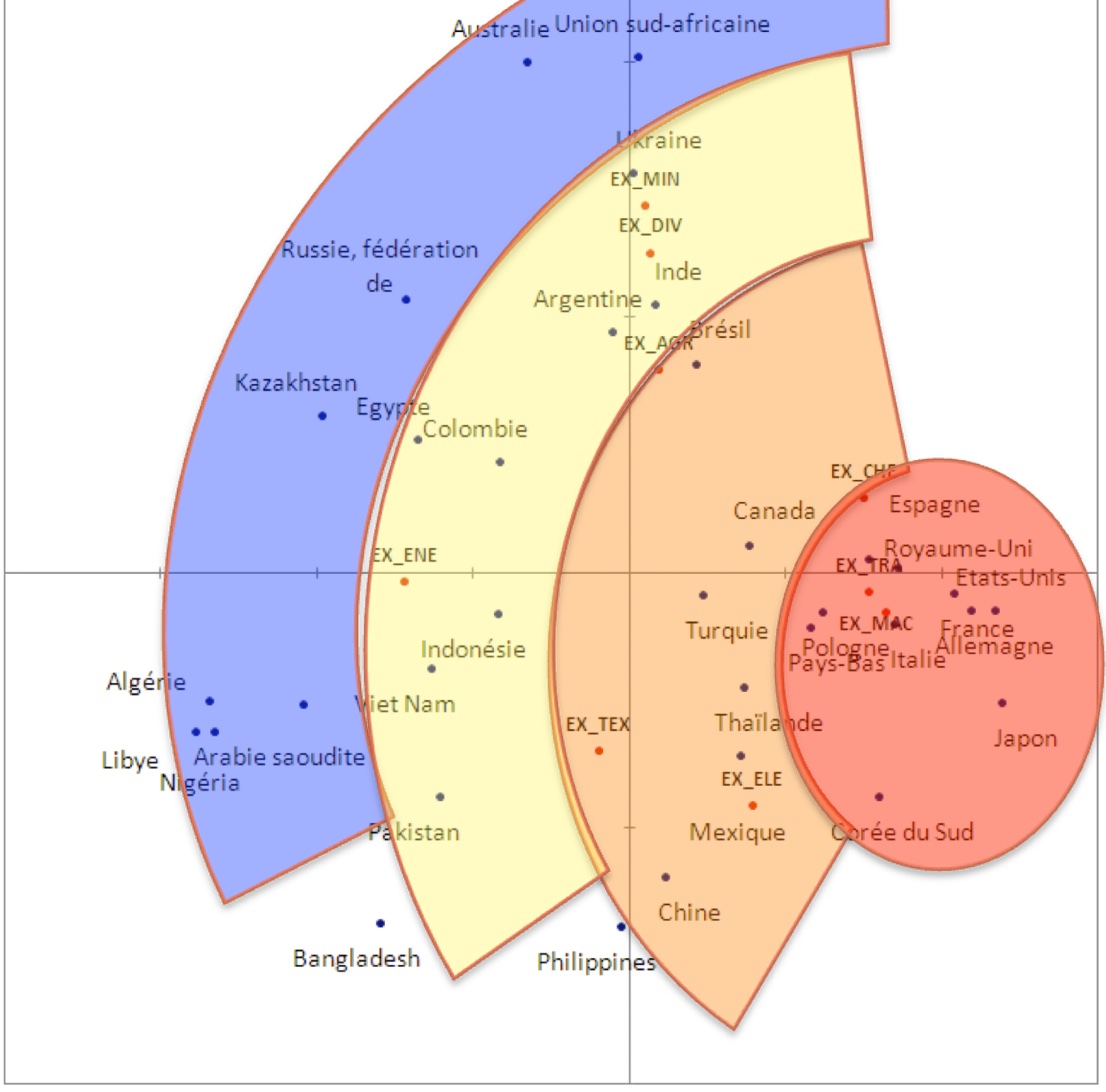 Australie
Union sud-africaine
Ukraine
EX_MIN
EX_DIV
Russie, fédération
de
Inde
Argentine
Brésil
EX_AGR
Kazakhstan
Egypte
Colombie
EX_CHE
Espagne
Canada
EX_ENE
Royaume-Uni
EX_TRA
Etats-Unis
EX_MAC
France
Turquie
Allemagne
Pologne
Indonésie
Pays-Bas
Italie
Algérie
Viet Nam
EX_TEX
Thaïlande
Japon
Libye
Arabie saoudite
Nigéria
EX_ELE
Pakistan
Mexique
Corée du Sud
Chine
Bangladesh
Philippines